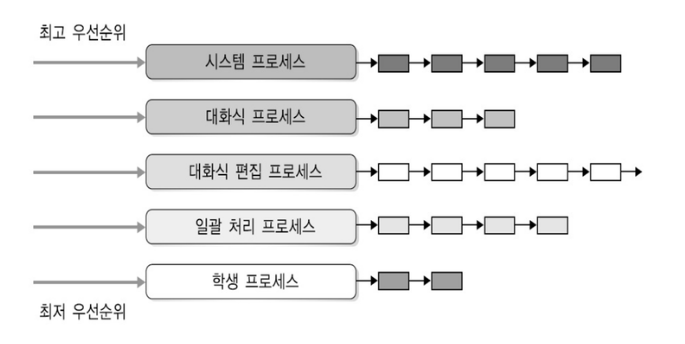 최고 우선순위
시스템 프로세스
대화식 프로세스
대화식 편집 프로세스
일괄 처리 프로세스
학생 프로세스
최저 우선순위